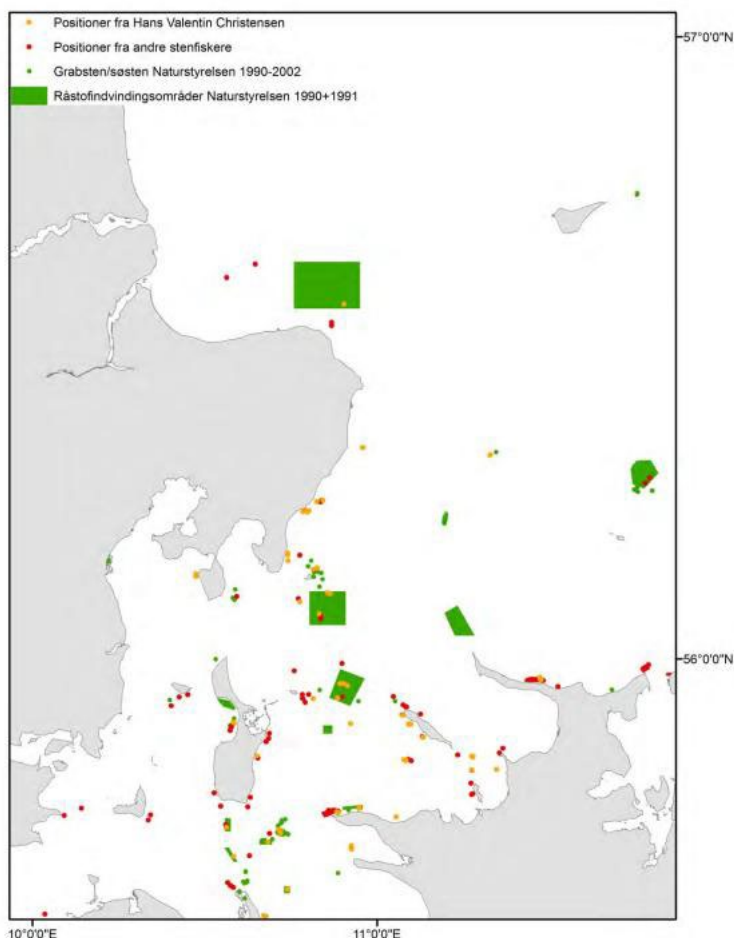 Positioner fra Hans Valentin Christensen
Positioner fra andre stenfiskere
Grabsten/søsten Naturstyrelsen 1990-2002
Råstofindvindingsområder Naturstyrelsen 1990+1991
57°0'0"N
56°0'0"N
10°0'0"E
11°0'0"E